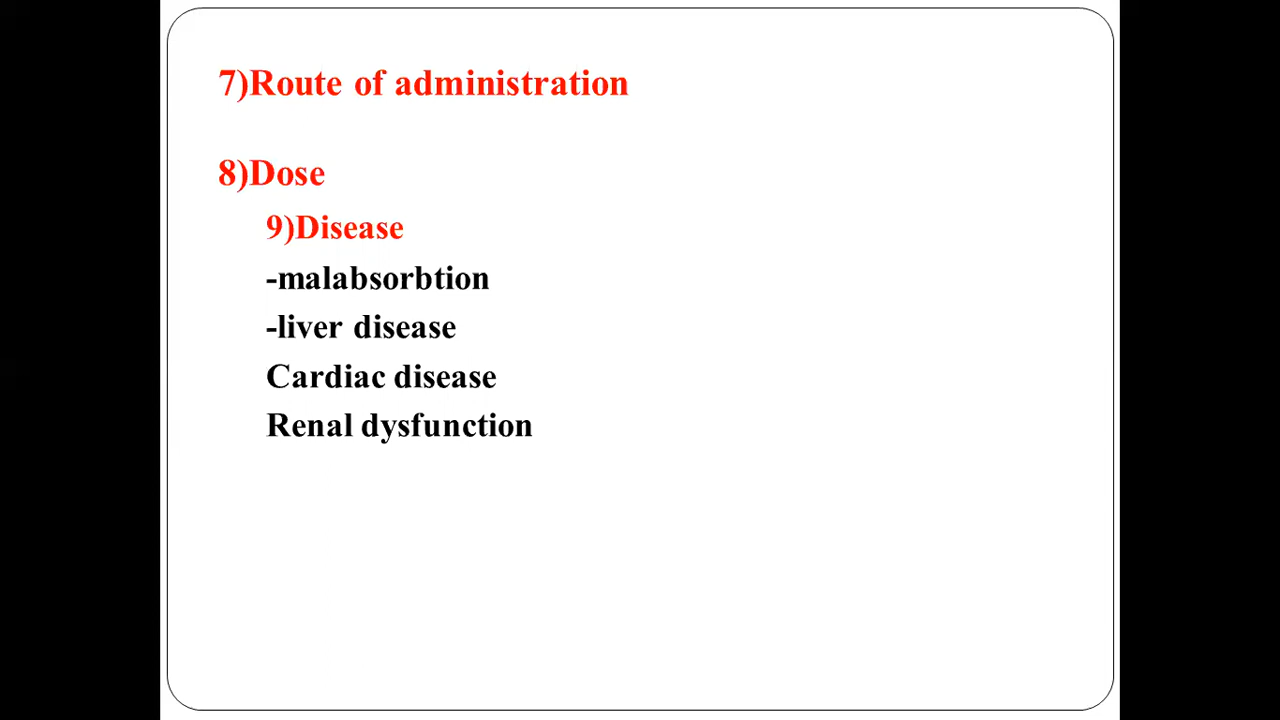 7)Route of administration
8)Dose
9)Disease
-malabsorbtion
-liver disease
Cardiac disease
Renal dysfunction